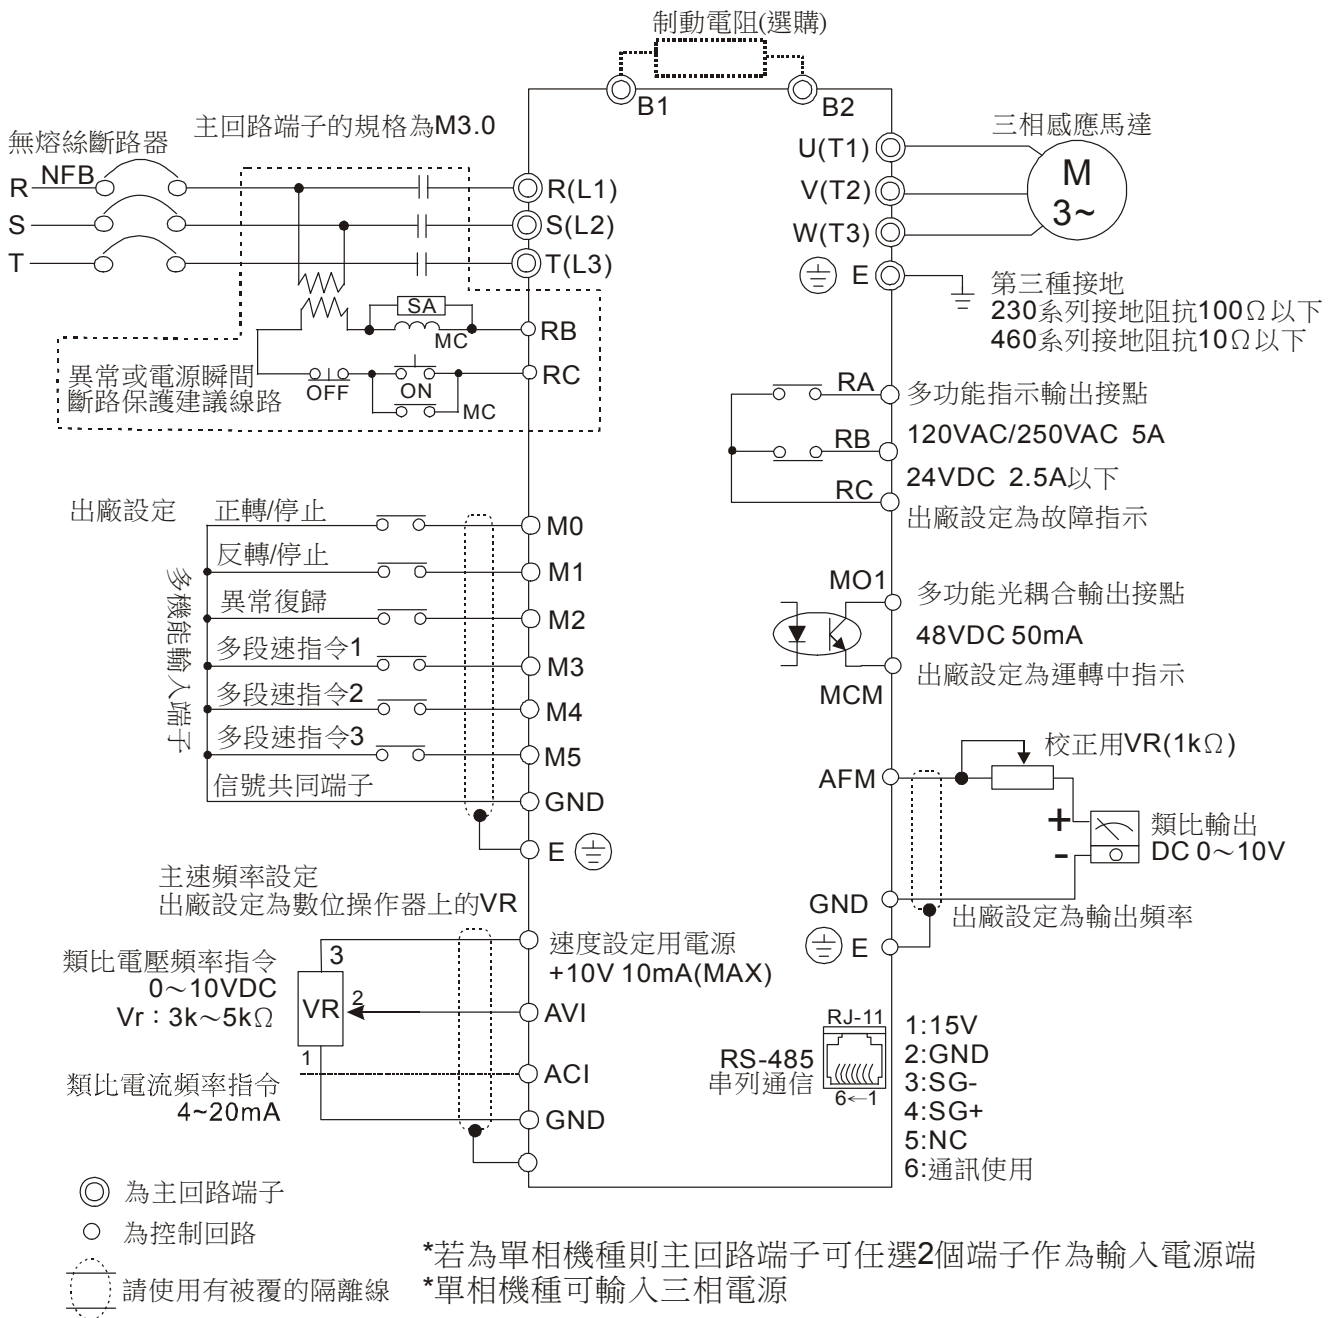 制動電阻(選購)
B1
B2
主回路端子的規格為M3.0
無熔絲斷路器
NFB
R
S
T
R(L1)
S(L2)
T(L3)
SA
MC
RB
RC
OFF
ON
MC
異常或電源瞬間
斷路保護建議線路
U(T1)
V(T2)
W(T3)
E
三相感應馬達
M
3~
第三種接地
230系列接地阻抗100Ω以下
460系列接地阻抗10Ω以下
RA
RB
RC
多功能指示輸出接點
120VAC/250VAC 5A
24VDC 2.5A以下
出廠設定為故障指示
出廠設定
多機能輸入端子
正轉/停止
M0
反轉/停止
M1
異常復歸
M2
多段速指令1
M3
多段速指令2
M4
多段速指令3
M5
信號共同端子
GND
E
MO1
MCM
多功能光耦合輸出接點
48VDC 50mA
出廠設定為運轉中指示
AFM
校正用VR(1kΩ)
+
-
類比輸出
DC 0～10V
GND
出廠設定為輸出頻率
E
主速頻率設定
出廠設定為數位操作器上的VR
類比電壓頻率指令
0～10VDC
Vr：3k～5kΩ
3
VR
2
1
速度設定用電源
+10V 10mA(MAX)
AVI
ACI
類比電流頻率指令
4~20mA
GND
RS-485
串列通信
RJ-11
6←1
1:15V
2:GND
3:SG-
4:SG+
5:NC
6:通訊使用
為主回路端子
為控制回路
請使用有被覆的隔離線
*若為單相機種則主回路端子可任選2個端子作為輸入電源端
*單相機種可輸入三相電源